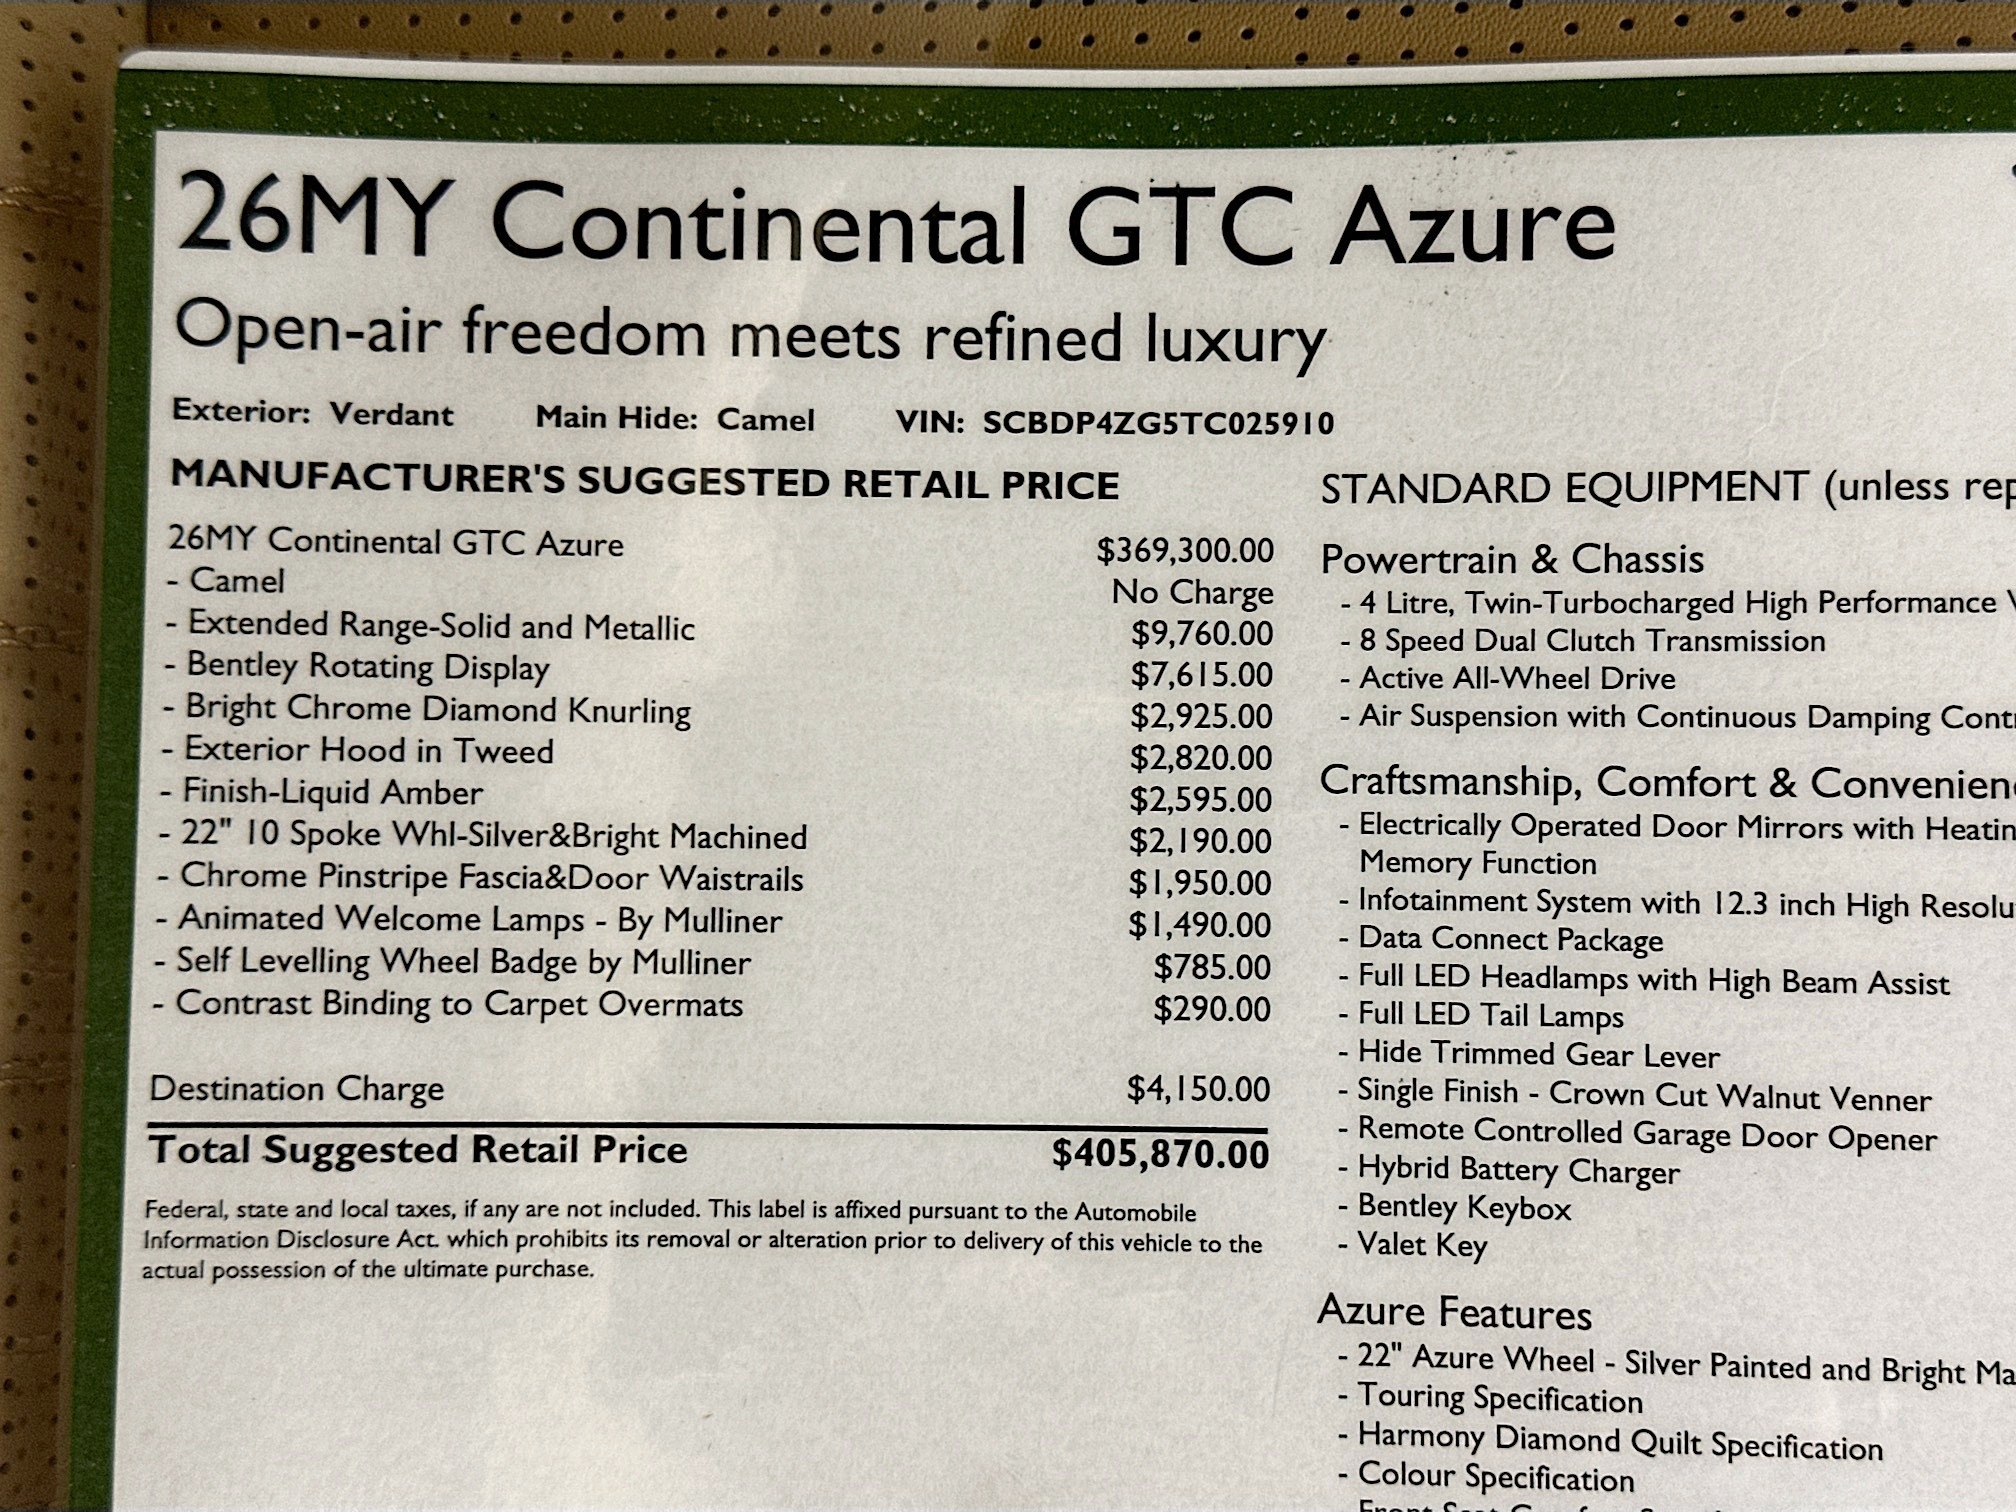 26MY Continental GTC Azure
Open-air freedom meets refined luxury
Exterior: Verdant Main Hide: Camel VIN: SCBDP4ZG5TC025910
MANUFACTURER'S SUGGESTED RETAIL PRICE
26MY Continental GTC Azure $369,300.00
- Camel No Charge
- Extended Range-Solid and Metallic $9,760.00
- Bentley Rotating Display $7,615.00
- Bright Chrome Diamond Knurling $2,925.00
- Exterior Hood in Tweed $2,820.00
- Finish-Liquid Amber $2,595.00
- 22" 10 Spoke Whl-Silver&Bright Machined $2,190.00
- Chrome Pinstripe Fascia&Door Waistrails $1,950.00
- Animated Welcome Lamps - By Mulliner $1,490.00
- Self Levelling Wheel Badge by Mulliner $785.00
- Contrast Binding to Carpet Overmats $290.00
Destination Charge $4,150.00
Total Suggested Retail Price $405,870.00
Federal, state and local taxes, if any are not included. This label is affixed pursuant to the Automobile
Information Disclosure Act. which prohibits its removal or alteration prior to delivery of this vehicle to the
actual possession of the ultimate purchase.
STANDARD EQUIPMENT (unless rep
Powertrain & Chassis
- 4 Litre, Twin-Turbocharged High Performance
- 8 Speed Dual Clutch Transmission
- Active All-Wheel Drive
- Air Suspension with Continuous Damping Cont
Craftsmanship, Comfort & Convenien
- Electrically Operated Door Mirrors with Heatin
Memory Function
- Infotainment System with 12.3 inch High Resolu
- Data Connect Package
- Full LED Headlamps with High Beam Assist
- Full LED Tail Lamps
- Hide Trimmed Gear Lever
- Single Finish - Crown Cut Walnut Venner
- Remote Controlled Garage Door Opener
- Hybrid Battery Charger
- Bentley Keybox
- Valet Key
Azure Features
- 22" Azure Wheel - Silver Painted and Bright Ma
- Touring Specification
- Harmony Diamond Quilt Specification
- Colour Specification